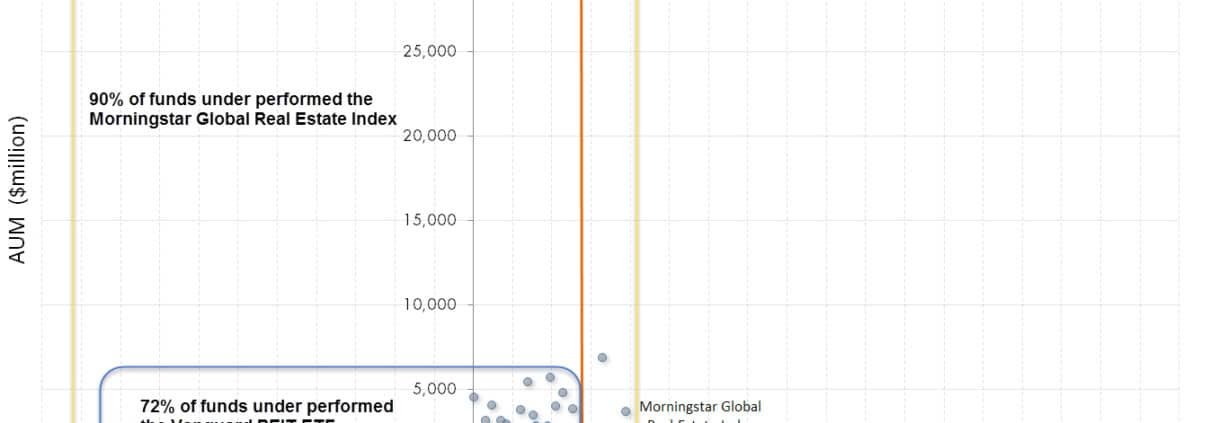 25,000
90% of funds under performed the
Morningstar Global Real Estate Index
20,000
AUM ($million)
15,000
10,000
5,000
72% of funds under performed
Morningstar Global